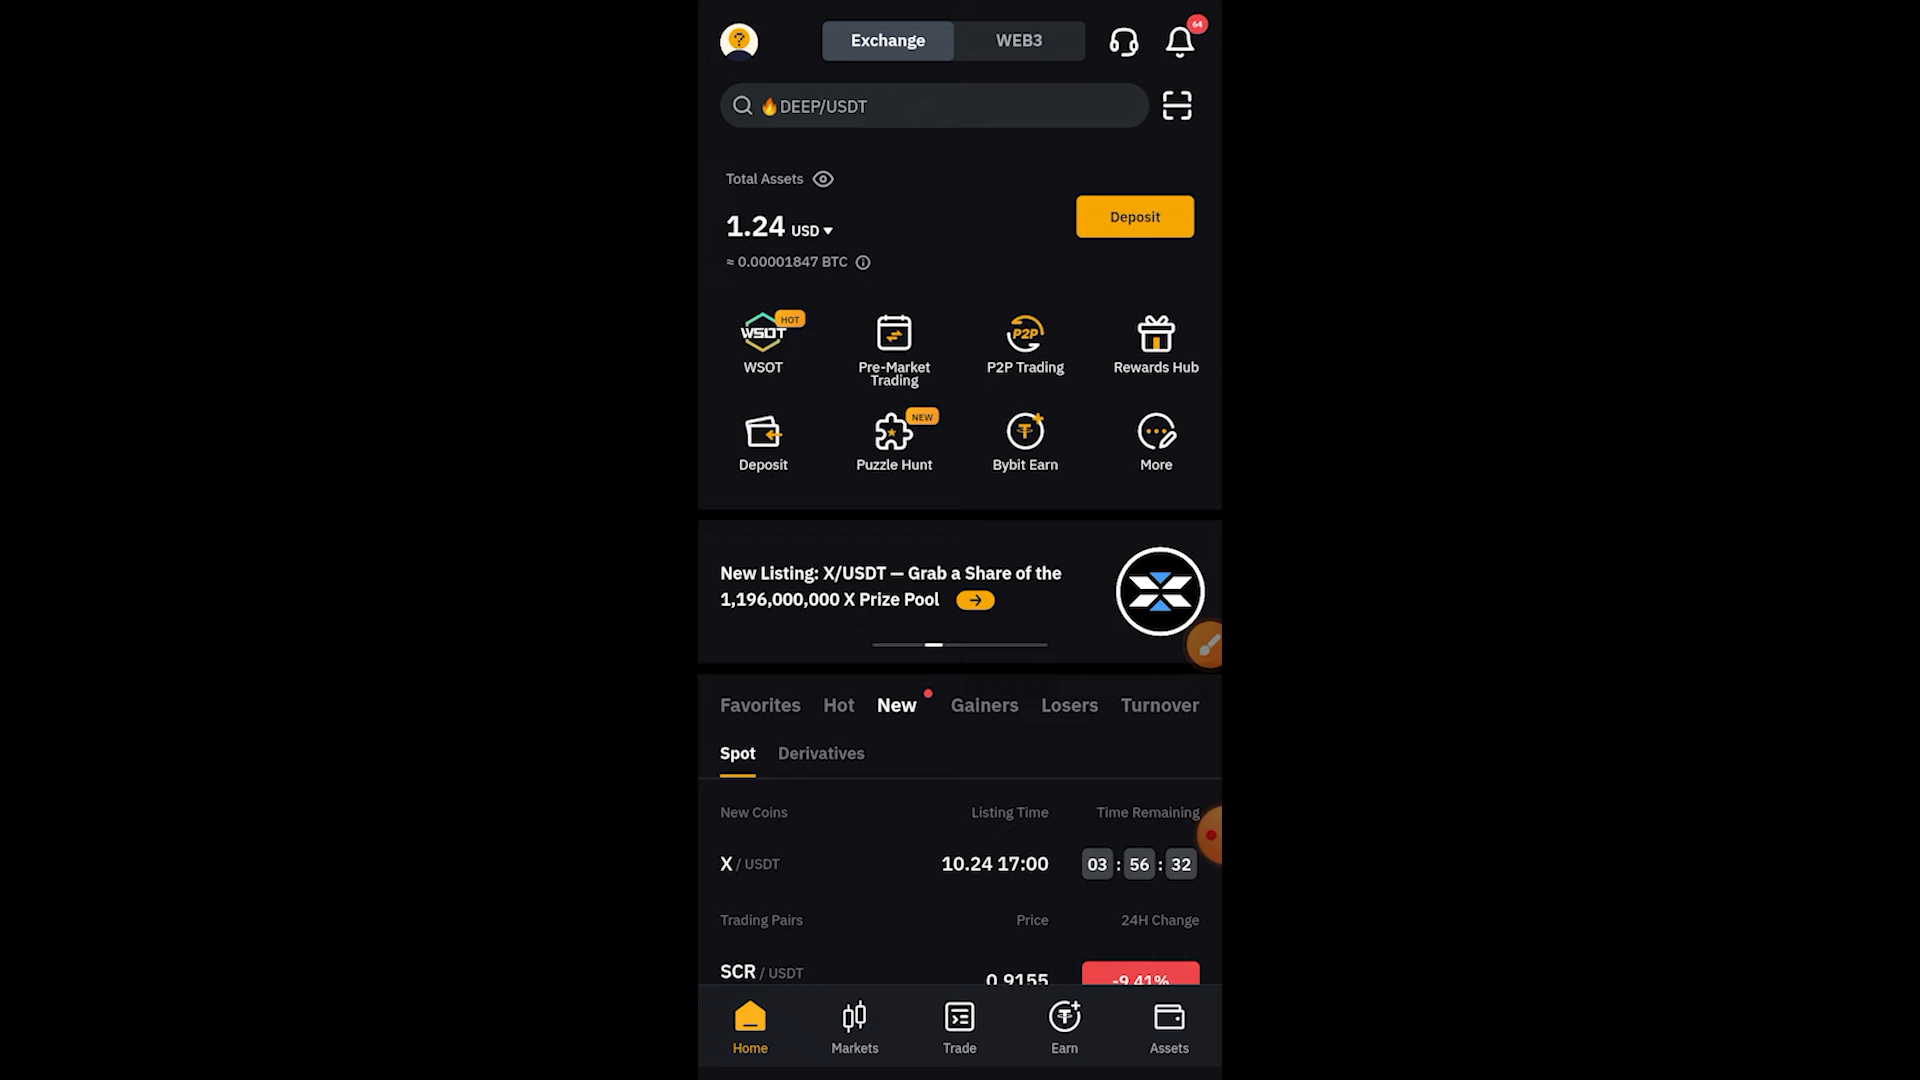 Exchange WEB3 64
🔥DEEP/USDT
Total Assets
1.24 USD Deposit
≈ 0.00001847 BTC
WSOT HOT P2P
WSOT Pre-Market Trading P2P Trading Rewards Hub
NEW
Deposit Puzzle Hunt Bybit Earn More
New Listing: X/USDT — Grab a Share of the
1,196,000,000 X Prize Pool
Favorites Hot New Gainers Losers Turnover
Spot Derivatives
New Coins Listing Time Time Remaining
X / USDT 10.24 17:00 03 : 56 : 32
Trading Pairs Price 24H Change
SCR / USDT 0.9155 -9.41%
Home Markets Trade Earn Assets